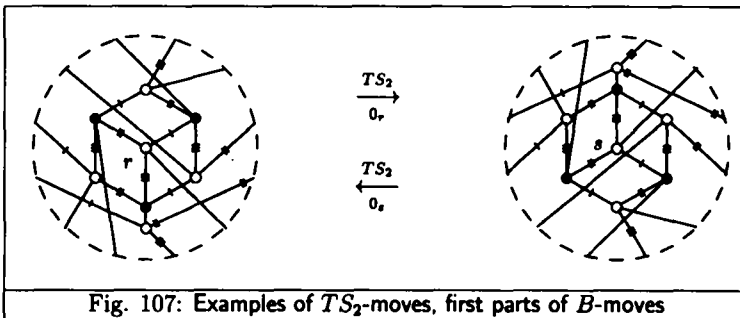 TS₂
0ᵣ
r
s
TS₂
0ₛ
Fig. 107: Examples of TS₂-moves, first parts of B-moves